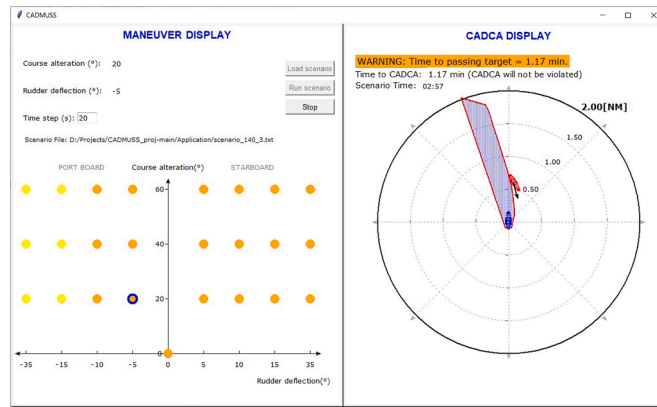 CADMUSS
MANEUVER DISPLAY
Course alteration (°): 20
Rudder deflection (°): -5
Time step (s): 20
Load scenario
Run scenario
Stop
Scenario File: D:/Projects/CADMUSS_proj-main/Application/scenario_140_3.txt
PORT BOARD Course alteration(°) STARBOARD
60
40
20
0
-35 -15 -10 -5 0 5 10 15 35
Rudder deflection(°)
CADCA DISPLAY
WARNING: Time to passing target = 1.17 min.
Time to CADCA: 1.17 min (CADCA will not be violated)
Scenario Time: 02:57
2.00[NM]
1.50
1.00
0.50